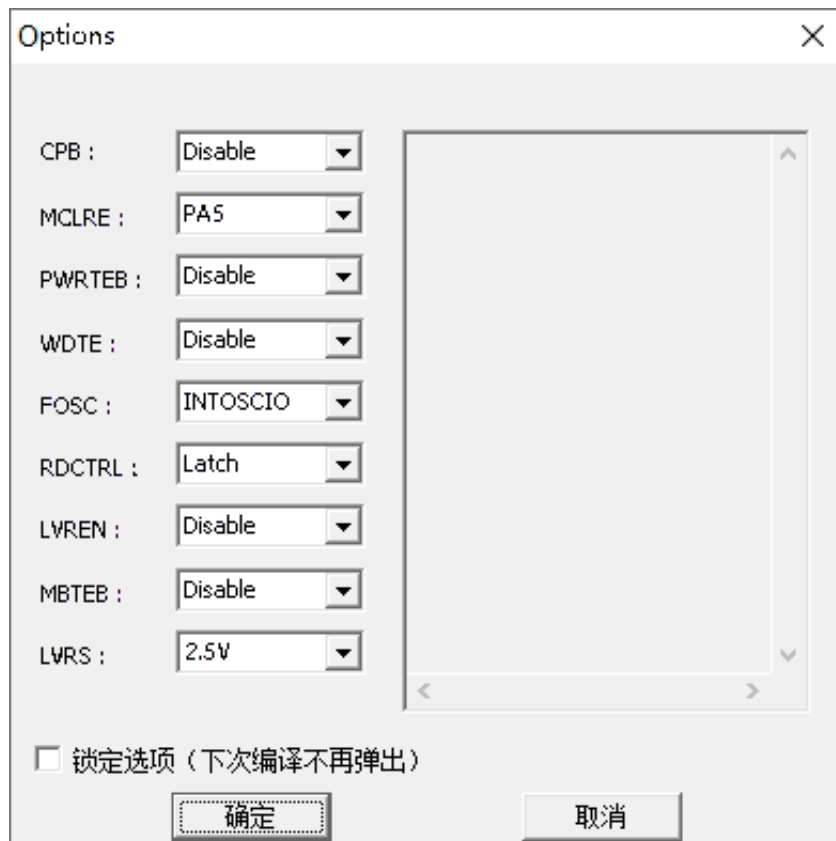 Options
CPB : Disable
MCLRE : PA5
PWRTEB : Disable
WDTE : Disable
FOSC : INTOSCIO
RDCTRL : Latch
LVREN : Disable
MBTEB : Disable
LVRS : 2.5V
锁定选项（下次编译不再弹出）
确定 取消